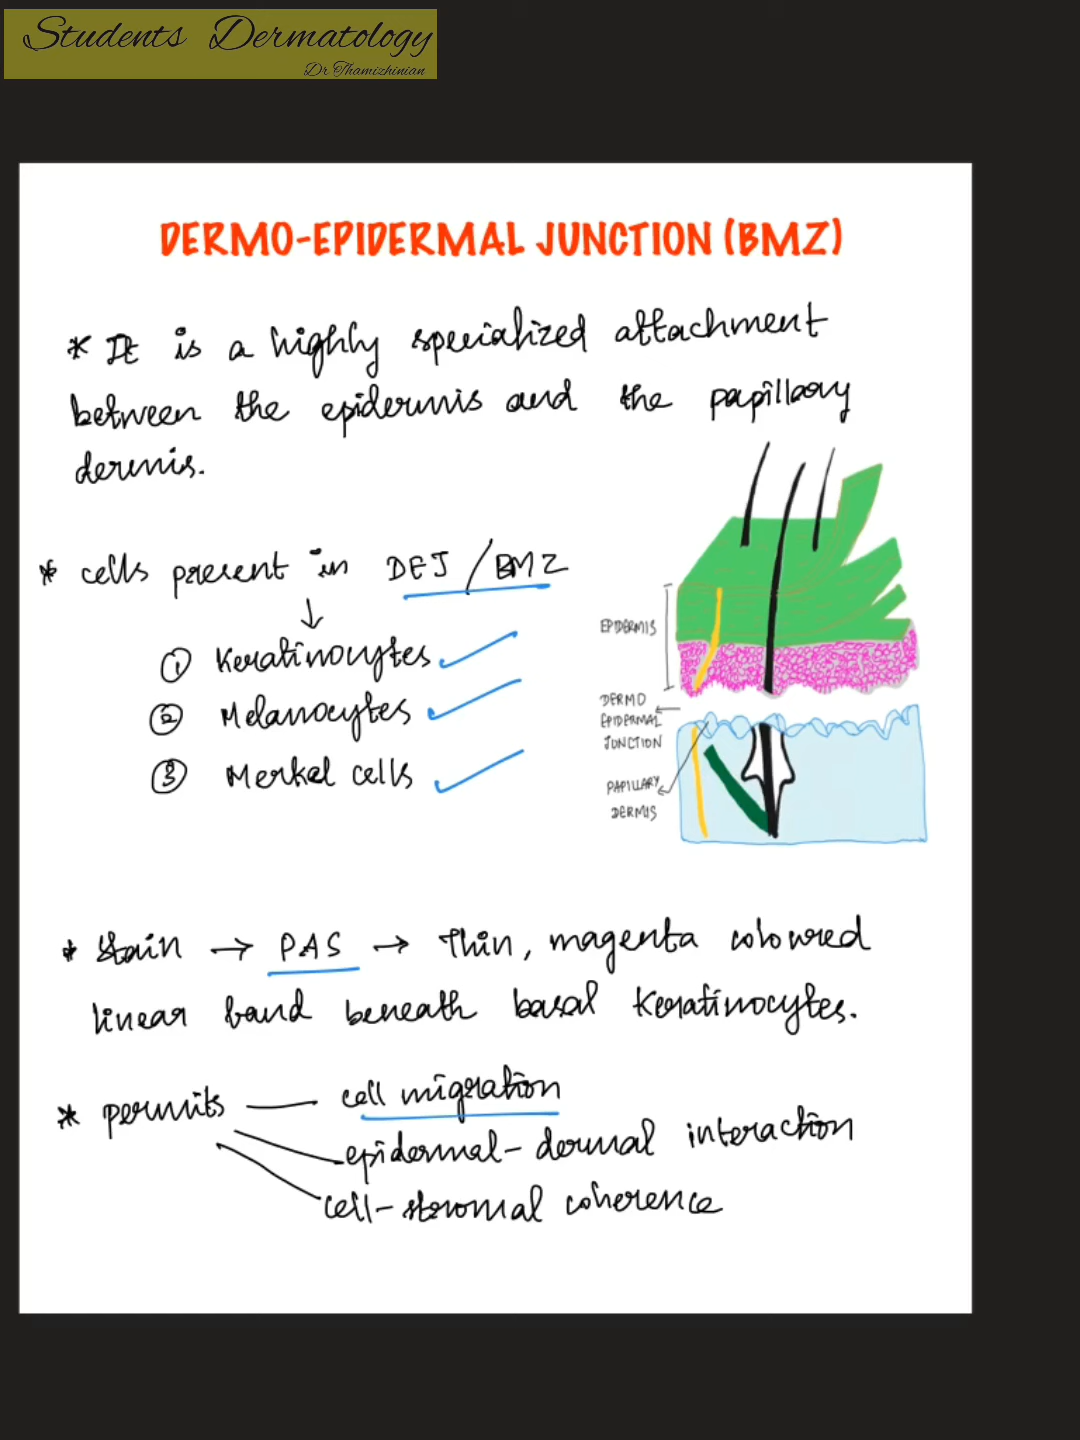 Students Dermatology
Dr Thamizhinian
DERMO-EPIDERMAL JUNCTION (BMZ)
* It is a highly specialized attachment
between the epidermis and the papillary
dermis.
* cells present in DEJ / BMZ
↓
① Keratinocytes
② Melanocytes
③ Merkel cells
EPIDERMIS
DERMO
EPIDERMAL
JUNCTION
PAPILLARY
DERMIS
* Stain → PAS → Thin, magenta coloured
linear band beneath basal keratinocytes.
* permits — cell migration
epidermal - dermal interaction
cell - stromal coherence